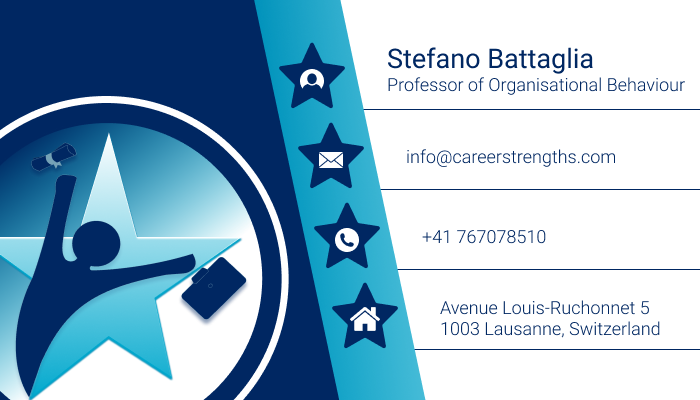 Stefano Battaglia
Professor of Organisational Behaviour
info@careerstrengths.com
+41 767078510
Avenue Louis-Ruchonnet 5
1003 Lausanne, Switzerland